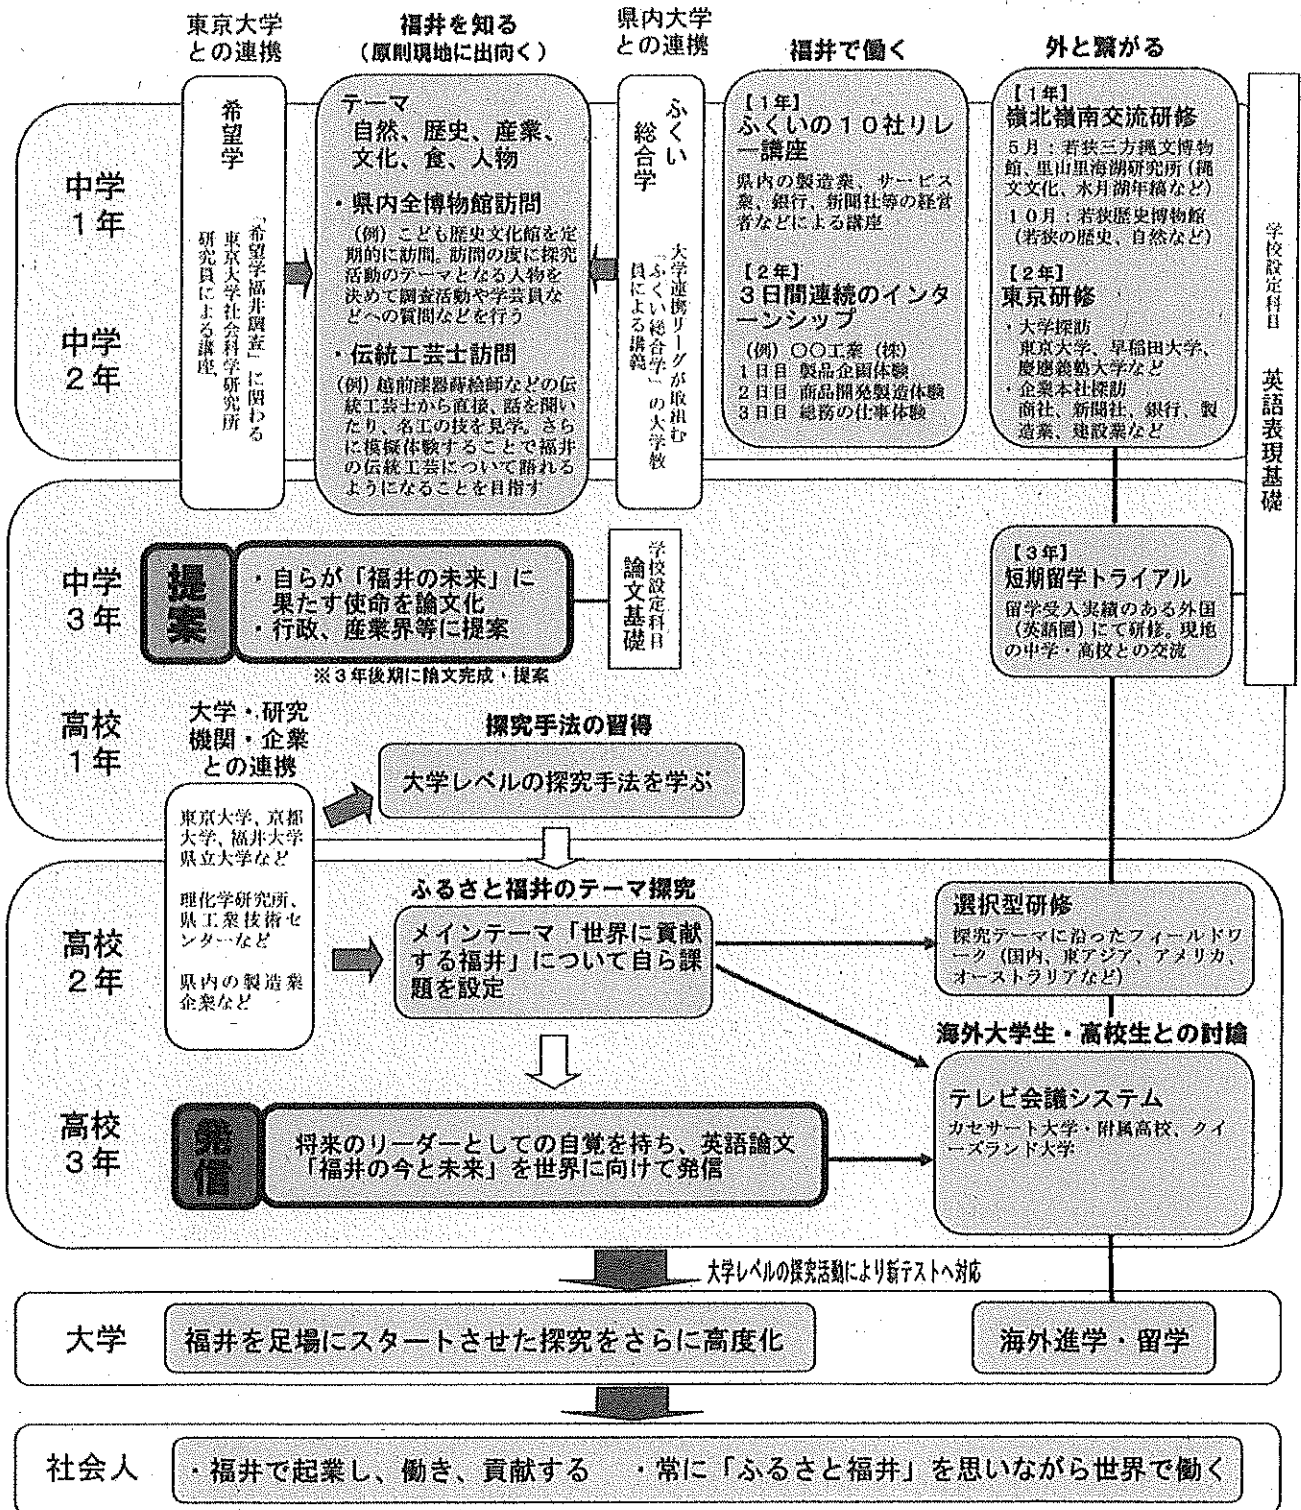 東京大学
との連携
福井を知る
(原則現地に出向く)
県内大学
との連携
福井で働く
外と繋がる
中学
1年
中学
2年
希望学
「希望学福井調査」に関わる
東京大学社会科学研究所
研究員による講座、
テーマ
自然、歴史、産業、
文化、食、人物
・県内全博物館訪問
(例)こども歴史文化館を定
期的に訪問。訪問の度に探究
活動のテーマとなる人物を
決めて調査活動や学芸員な
どへの質問などを行う
・伝統工芸士訪問
(例)越前漆器蒔絵師などの伝
統工芸士から直接、話を聞い
たり、名工の技を見学。さら
に模擬体験することで福井
の伝統工芸について語れる
ようになることを目指す
ふくい
総合学
大学連携リーグが取組む
「ふくい総合学」の大学教
員による講義
【1年】
ふくいの10社リレ
ー講座
県内の製造業、サービス
業、銀行、新聞社等の経営
者などによる講座
【2年】
3日間連続のインタ
ーンシップ
(例)〇〇工業(株)
1日目 製品企画体験
2日目 商品開発製造体験
3日目 総務の仕事体験
【1年】
嶺北嶺南交流研修
5月:若狭三方縄文博物
館、里山里海湖研究所(縄
文文化、水月湖年縞など)
10月:若狭歴史博物館
(若狭の歴史、自然など)
【2年】
東京研修
・大学探訪
東京大学、早稲田大学、
慶應義塾大学など
・企業本社探訪
商社、新聞社、銀行、製
造業、建設業など
学校設定科目
英語表現基礎
中学
3年
提案
・自らが「福井の未来」に
果たす使命を論文化
・行政、産業界等に提案
※3年後期に論文完成・提案
学校設定科目
論文基礎
【3年】
短期留学トライアル
留学受入実績のある外国
(英語圏)にて研修。現地
の中学・高校との交流
高校
1年
大学・研究
機関・企業
との連携
東京大学、京都
大学、福井大学
県立大学など
理化学研究所、
県工業技術セ
ンターなど
県内の製造業
企業など
探究手法の習得
大学レベルの探究手法を学ぶ
高校
2年
ふるさと福井のテーマ探究
メインテーマ「世界に貢献
する福井」について自ら課
題を設定
選択型研修
探究テーマに沿ったフィールドワ
ーク(国内、東アジア、アメリカ、
オーストラリアなど)
海外大学生・高校生との討論
テレビ会議システム
カセサート大学・附属高校、クイ
ーズランド大学
高校
3年
発信
将来のリーダーとしての自覚を持ち、英語論文
「福井の今と未来」を世界に向けて発信
大学レベルの探究活動により新テストへ対応
大学
福井を足場にスタートさせた探究をさらに高度化
海外進学・留学
社会人
・福井で起業し、働き、貢献する ・常に「ふるさと福井」を思いながら世界で働く